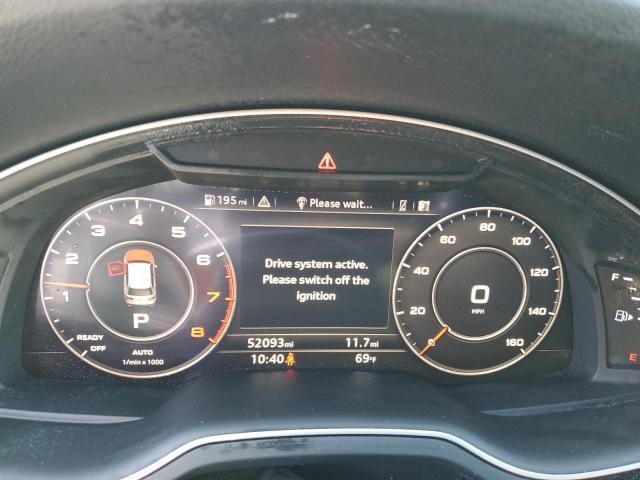 195 mi Please wait...
Drive system active.
Please switch off the
ignition
1 2 3 4 5 6 7 8
P
READY
OFF
AUTO
1/min x 1000
52093mi 11.7mi
10:40 69°F
0 20 40 60 80 100 120 140 160
0
MPH
F
E